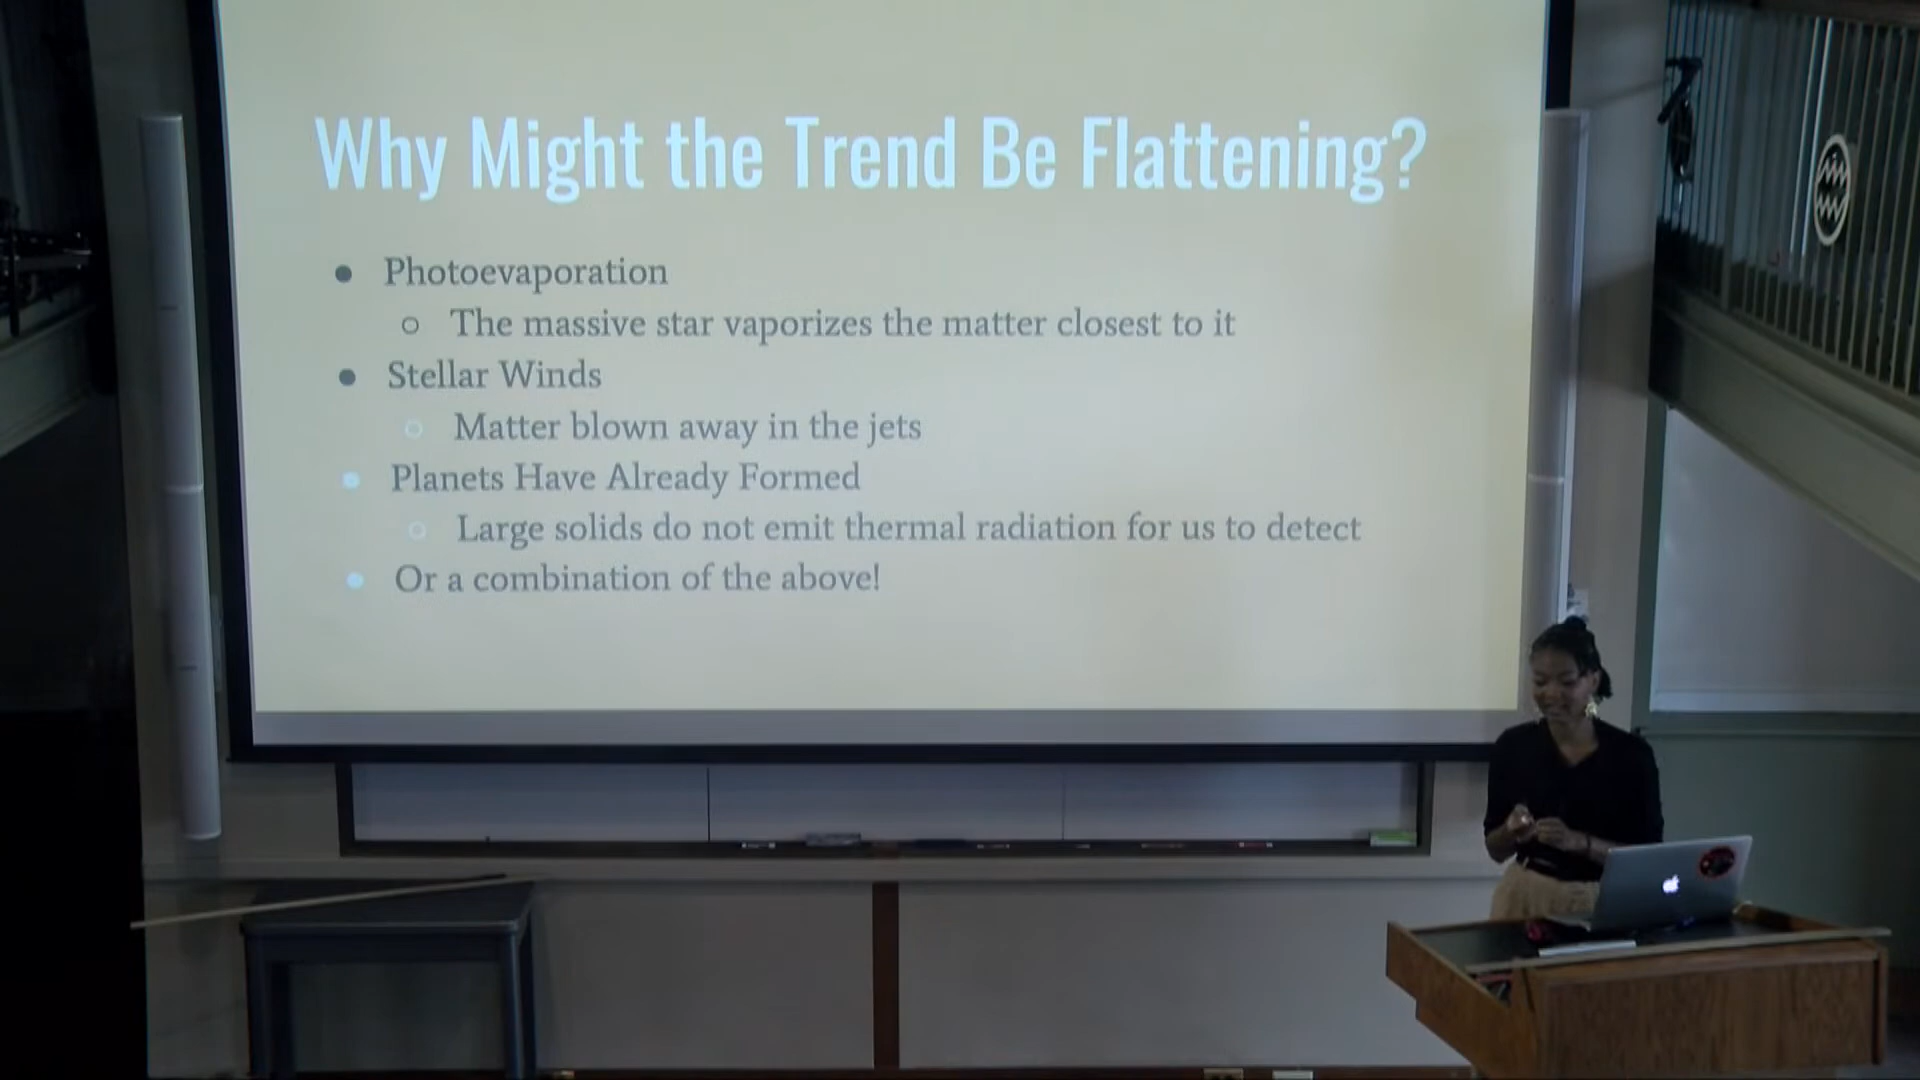 Why Might the Trend Be Flattening?
● Photoevaporation
○ The massive star vaporizes the matter closest to it
● Stellar Winds
○ Matter blown away in the jets
● Planets Have Already Formed
○ Large solids do not emit thermal radiation for us to detect
● Or a combination of the above!